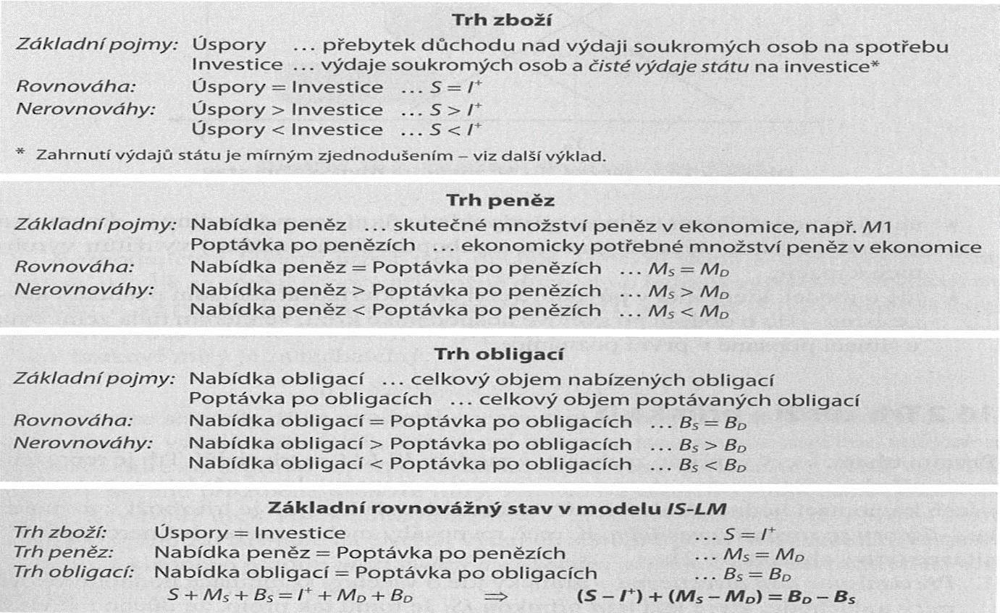 Trh zboží
Základní pojmy: Úspory ... přebytek důchodu nad výdaji soukromých osob na spotřebu
Investice ... výdaje soukromých osob a čisté výdaje státu na investice*
Rovnováha: Úspory = Investice ... S = I⁺
Nerovnováhy: Úspory > Investice ... S > I⁺
Úspory < Investice ... S < I⁺
* Zahrnutí výdajů státu je mírným zjednodušením – viz další výklad.
Trh peněz
Základní pojmy: Nabídka peněz ... skutečné množství peněz v ekonomice, např. M1
Poptávka po penězích ... ekonomicky potřebné množství peněz v ekonomice
Rovnováha: Nabídka peněz = Poptávka po penězích ... M_S = M_D
Nerovnováhy: Nabídka peněz > Poptávka po penězích ... M_S > M_D
Nabídka peněz < Poptávka po penězích ... M_S < M_D
Trh obligací
Základní pojmy: Nabídka obligací ... celkový objem nabízených obligací
Poptávka po obligacích ... celkový objem poptávaných obligací
Rovnováha: Nabídka obligací = Poptávka po obligacích ... B_S = B_D
Nerovnováhy: Nabídka obligací > Poptávka po obligacích ... B_S > B_D
Nabídka obligací < Poptávka po obligacích ... B_S < B_D
Základní rovnovážný stav v modelu IS-LM
Trh zboží: Úspory = Investice ... S = I⁺
Trh peněz: Nabídka peněz = Poptávka po penězích ... M_S = M_D
Trh obligací: Nabídka obligací = Poptávka po obligacích ... B_S = B_D
S + M_S + B_S = I⁺ + M_D + B_D ⇒ (S – I⁺) + (M_S – M_D) = B_D – B_S